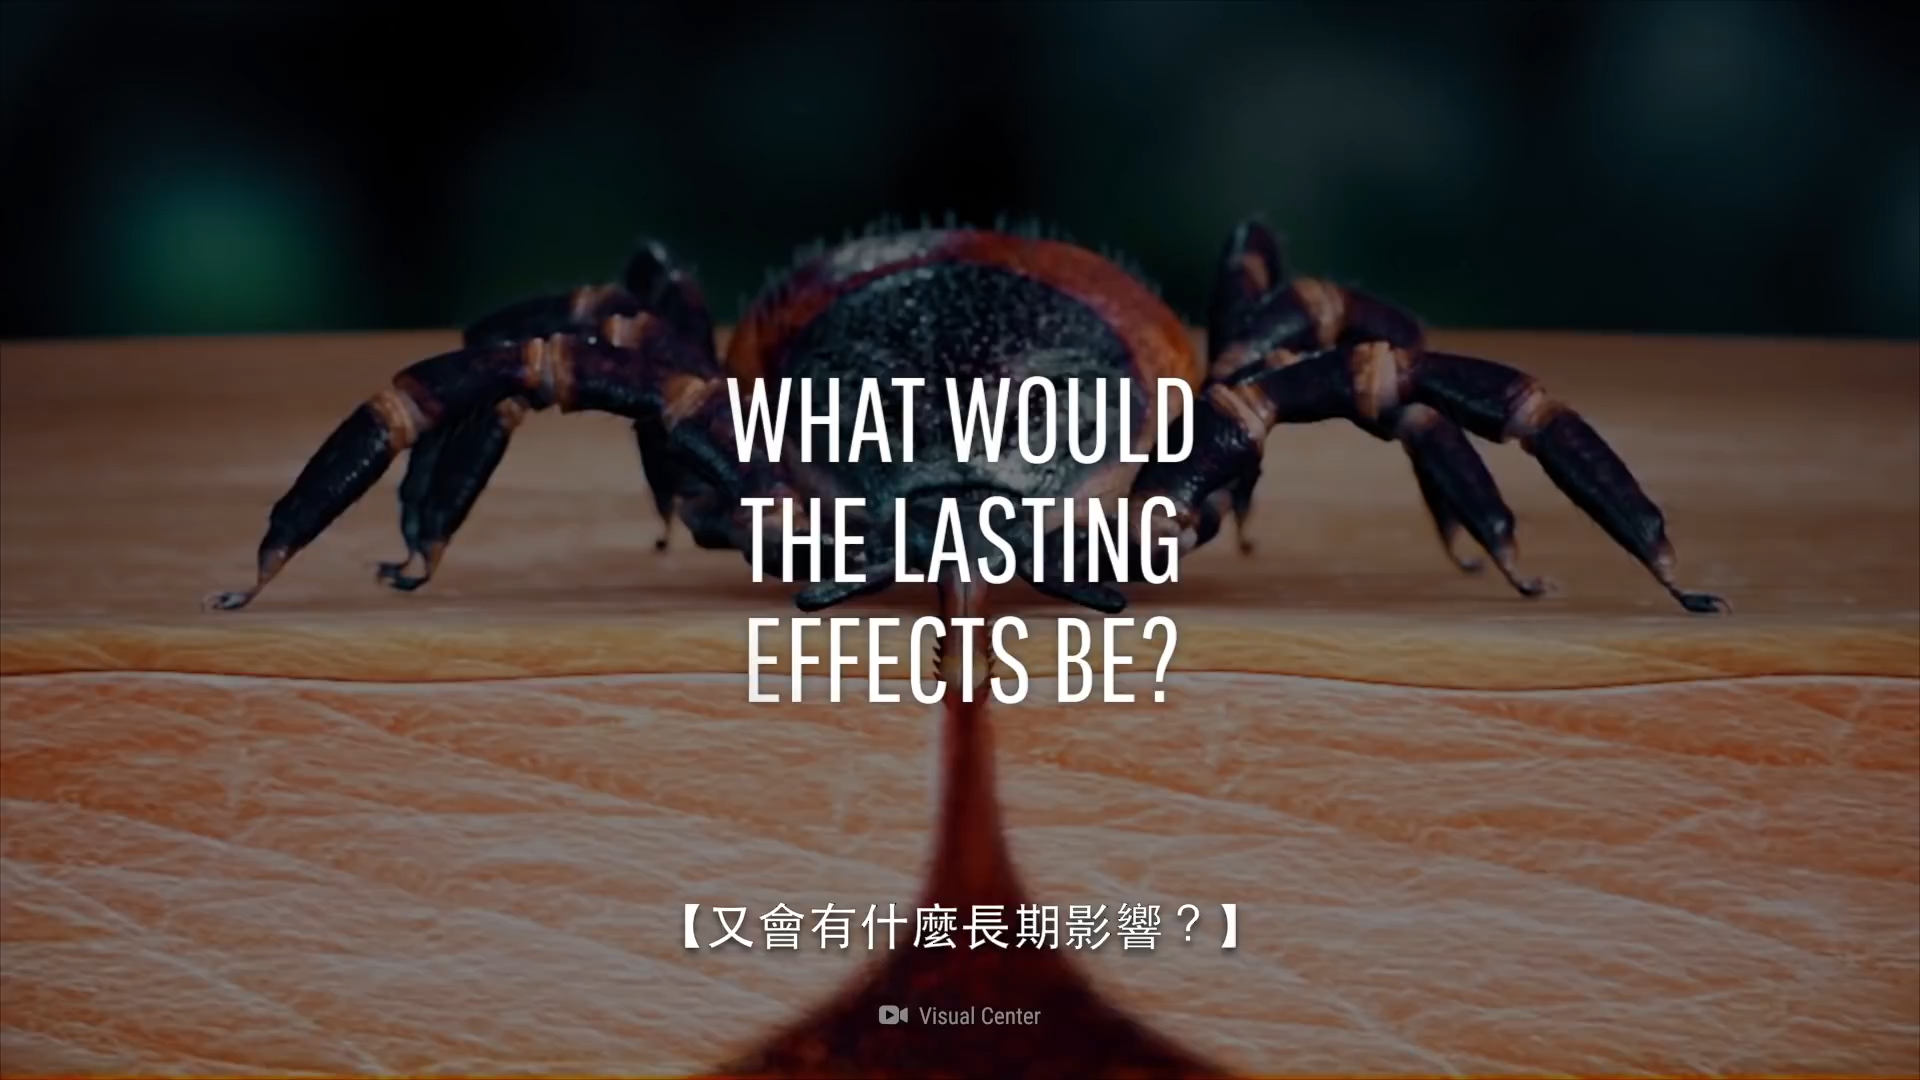 WHAT WOULD
THE LASTING
EFFECTS BE?
【又會有什麼長期影響？】
Visual Center